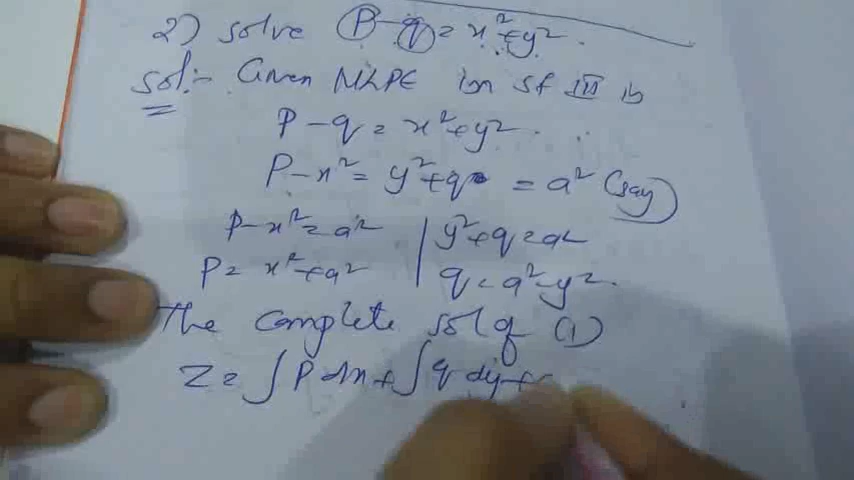 2) solve P - q = x² + y².
Sol:- Given NLPE in sf III is
P - q = x² + y².
P - x² = y² + q = a² (say)
P - x² = a² | y² + q = a²
P = x² + a² | q = a² - y².
The complete sol of (1)
Z = ∫ P dx + ∫ q dy +